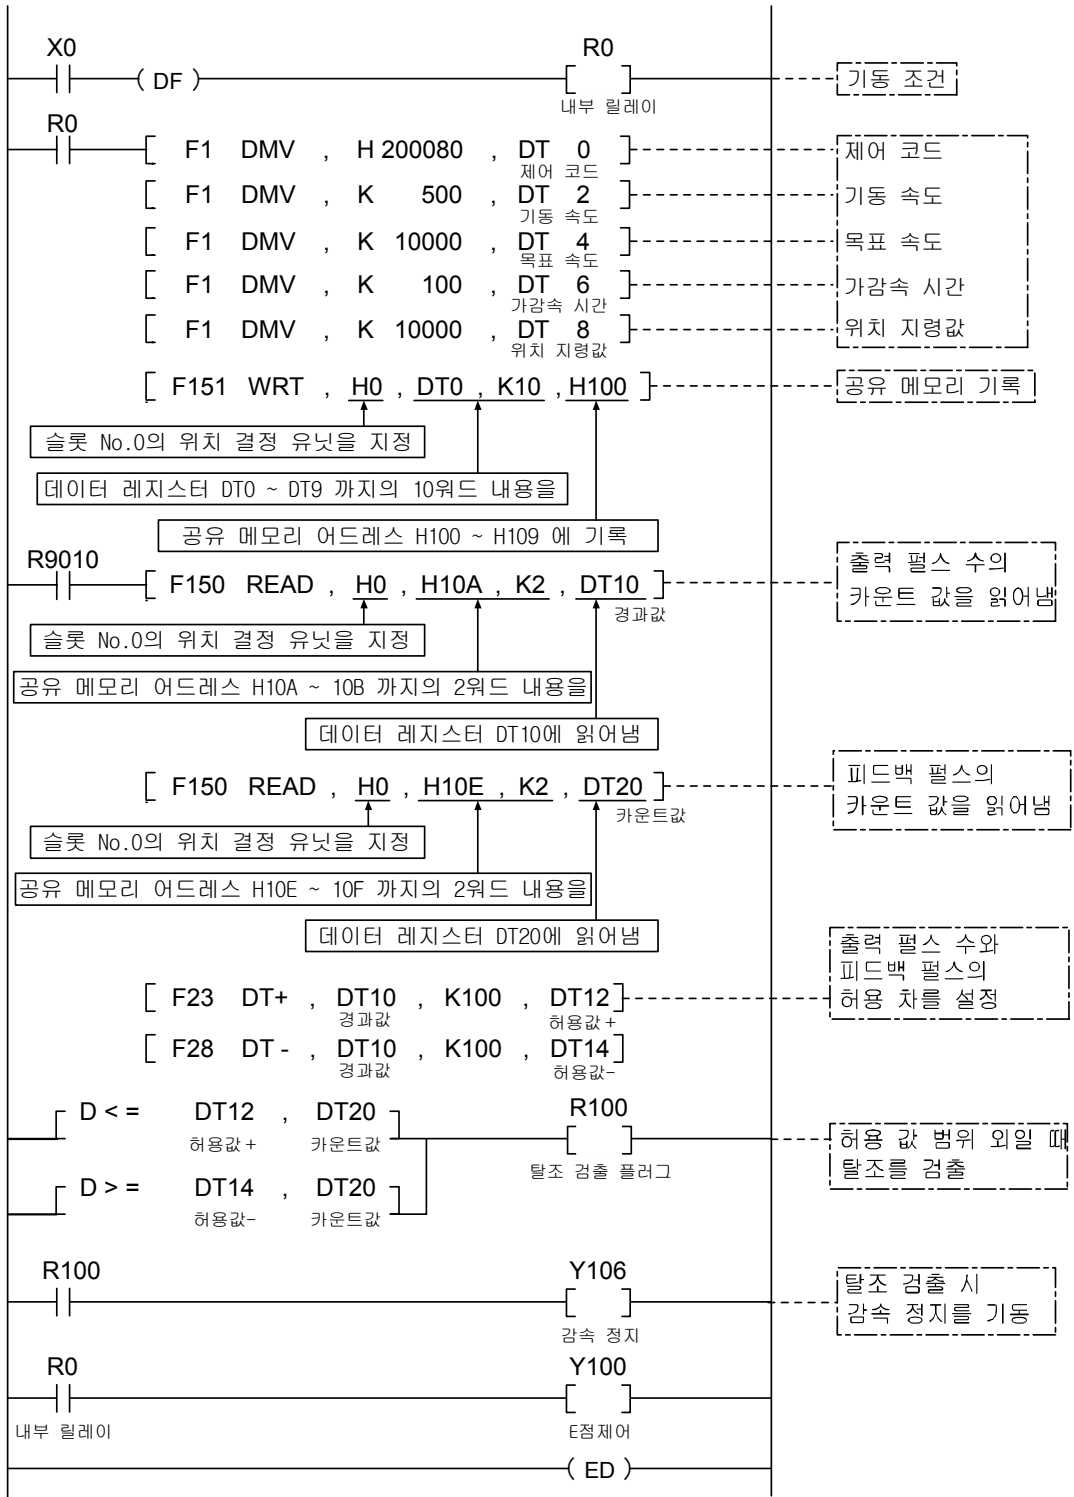 X0
R0
( DF )
내부 릴레이
기동 조건
R0
F1 DMV , H 200080 , DT 0
제어 코드
제어 코드
F1 DMV , K 500 , DT 2
기동 속도
기동 속도
F1 DMV , K 10000 , DT 4
목표 속도
목표 속도
F1 DMV , K 100 , DT 6
가감속 시간
가감속 시간
F1 DMV , K 10000 , DT 8
위치 지령값
위치 지령값
[ F151 WRT , H0 , DT0 , K10 , H100 ]
공유 메모리 기록
슬롯 No.0의 위치 결정 유닛을 지정
데이터 레지스터 DT0 ~ DT9 까지의 10워드 내용을
공유 메모리 어드레스 H100 ~ H109 에 기록
R9010
[ F150 READ , H0 , H10A , K2 , DT10 ]
경과값
출력 펄스 수의
카운트 값을 읽어냄
슬롯 No.0의 위치 결정 유닛을 지정
공유 메모리 어드레스 H10A ~ 10B 까지의 2워드 내용을
데이터 레지스터 DT10에 읽어냄
[ F150 READ , H0 , H10E , K2 , DT20 ]
카운트값
피드백 펄스의
카운트 값을 읽어냄
슬롯 No.0의 위치 결정 유닛을 지정
공유 메모리 어드레스 H10E ~ 10F 까지의 2워드 내용을
데이터 레지스터 DT20에 읽어냄
출력 펄스 수와
피드백 펄스의
허용 차를 설정
[ F23 DT+ , DT10 , K100 , DT12 ]
경과값 허용값+
[ F28 DT- , DT10 , K100 , DT14 ]
경과값 허용값-
D < = DT12 , DT20
허용값+ 카운트값
R100
탈조 검출 플러그
허용 값 범위 외일 때
탈조를 검출
D > = DT14 , DT20
허용값- 카운트값
R100
Y106
감속 정지
탈조 검출 시
감속 정지를 기동
R0
내부 릴레이
Y100
E점제어
( ED )